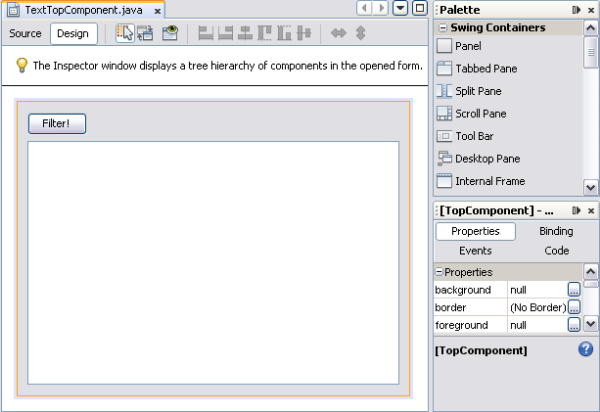 TextTopComponent.java
Source Design
The Inspector window displays a tree hierarchy of components in the opened form.
Filter!
Palette
Swing Containers
Panel
Tabbed Pane
Split Pane
Scroll Pane
Tool Bar
Desktop Pane
Internal Frame
[TopComponent] - ...
Properties Binding
Events Code
Properties
background null ...
border (No Border) ...
foreground null ...
[TopComponent]